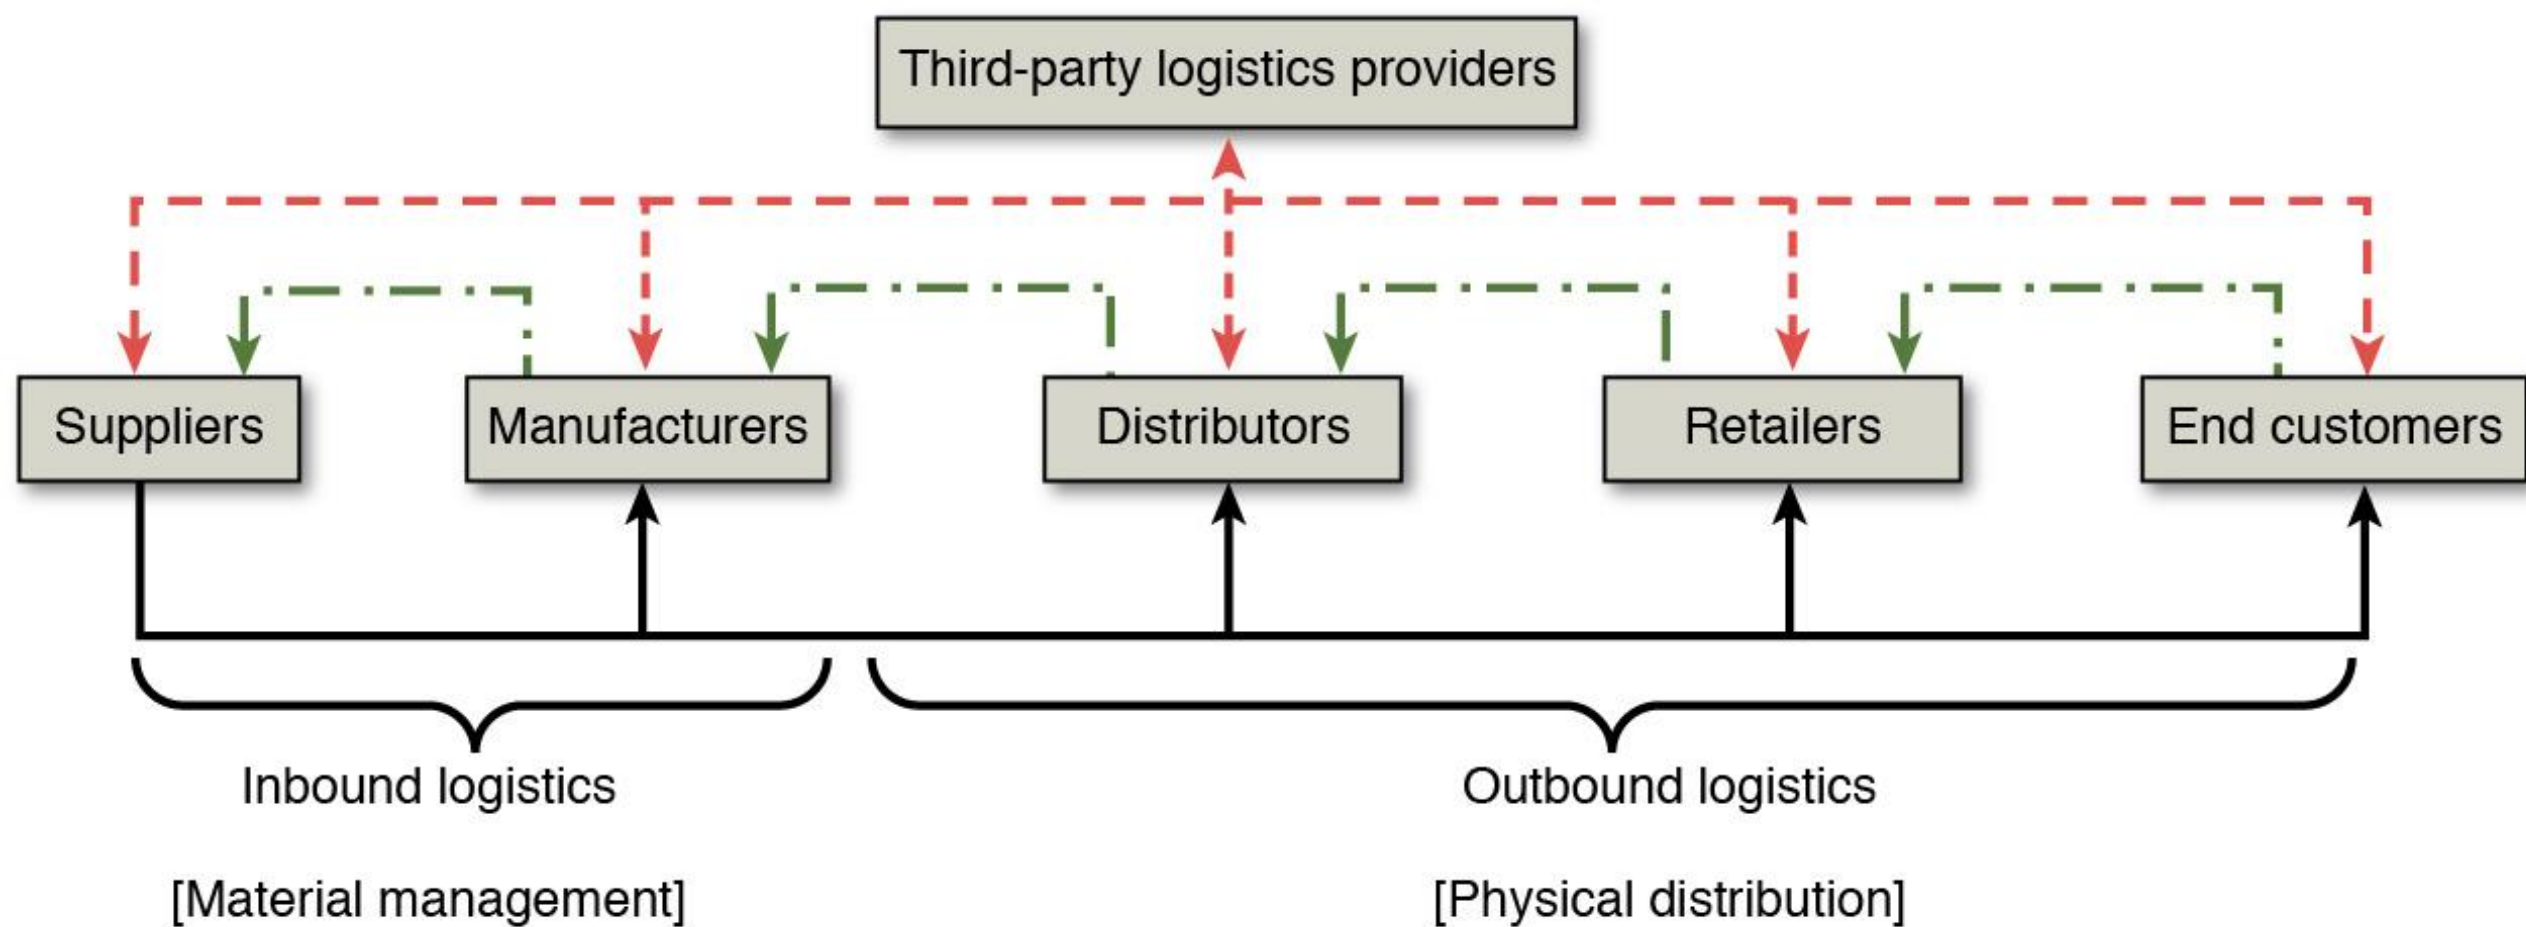 Third-party logistics providers
Suppliers
Manufacturers
Distributors
Retailers
End customers
Inbound logistics
Outbound logistics
[Material management]
[Physical distribution]